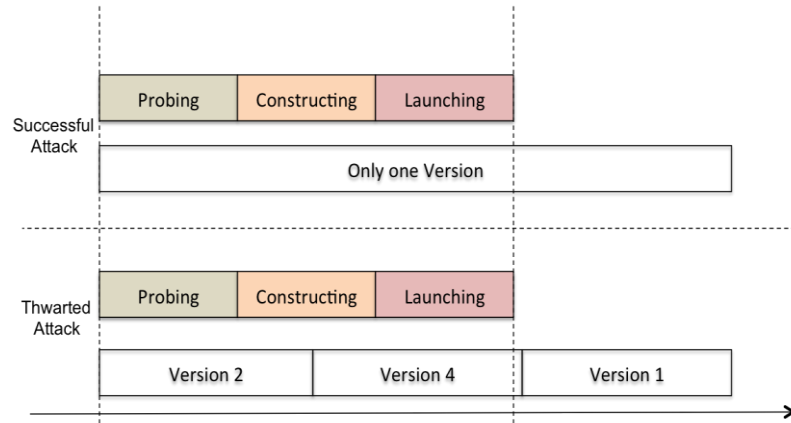 Probing
Constructing
Launching
Successful
Attack
Only one Version
Probing
Constructing
Launching
Thwarted
Attack
Version 2
Version 4
Version 1